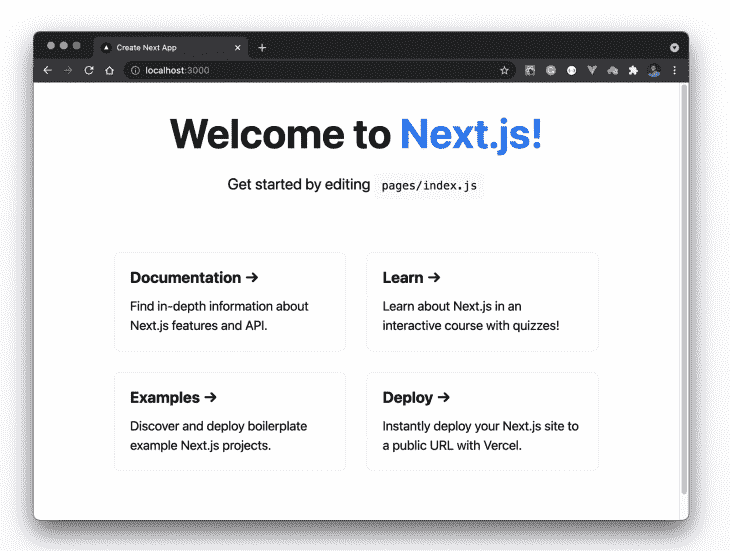 Create Next App
localhost:3000
Welcome to Next.js!
Get started by editing pages/index.js
Documentation →
Find in-depth information about
Next.js features and API.
Learn →
Learn about Next.js in an
interactive course with quizzes!
Examples →
Discover and deploy boilerplate
example Next.js projects.
Deploy →
Instantly deploy your Next.js site to
a public URL with Vercel.